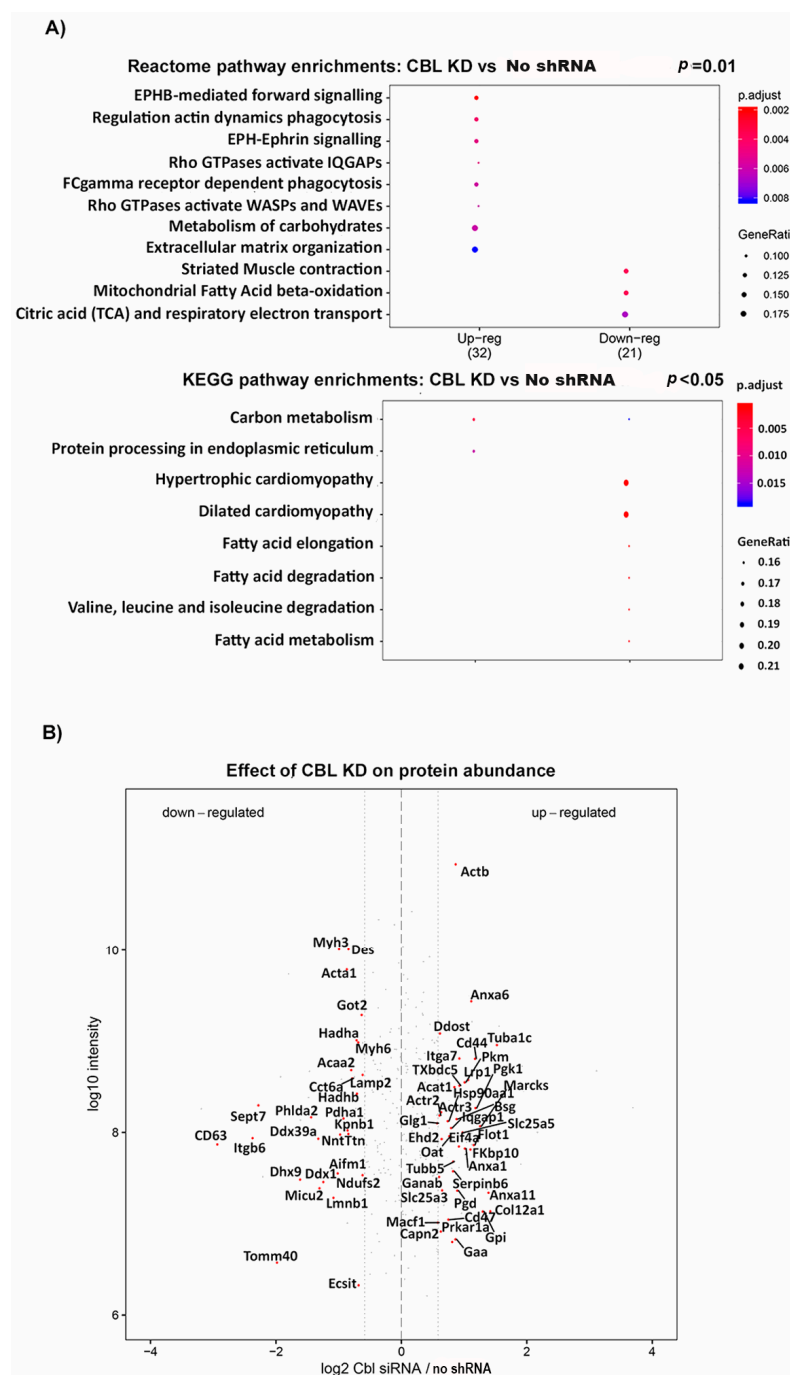 A)
Reactome pathway enrichments: CBL KD vs No shRNA p =0.01
EPHB-mediated forward signalling
Regulation actin dynamics phagocytosis
EPH-Ephrin signalling
Rho GTPases activate IQGAPs
FCgamma receptor dependent phagocytosis
Rho GTPases activate WASPs and WAVEs
Metabolism of carbohydrates
Extracellular matrix organization
Striated Muscle contraction
Mitochondrial Fatty Acid beta-oxidation
Citric acid (TCA) and respiratory electron transport
Up-reg
(32)
Down-reg
(21)
p.adjust
0.002
0.004
0.006
0.008
GeneRati
0.100
0.125
0.150
0.175
KEGG pathway enrichments: CBL KD vs No shRNA p <0.05
Carbon metabolism
Protein processing in endoplasmic reticulum
Hypertrophic cardiomyopathy
Dilated cardiomyopathy
Fatty acid elongation
Fatty acid degradation
Valine, leucine and isoleucine degradation
Fatty acid metabolism
p.adjust
0.005
0.010
0.015
GeneRati
0.16
0.17
0.18
0.19
0.20
0.21
B)
Effect of CBL KD on protein abundance
down – regulated
up – regulated
Actb
Myh3
Des
Acta1
Anxa6
Got2
Ddost
Hadha
Myh6
Cd44
Tuba1c
Itga7
Pkm
Acaa2
TXbdc5
Lrp1
Pgk1
Cct6a
Lamp2
Acat1
Hsp90aa1
Marcks
Hadhb
Actr2
Actr3
Bsg
Phlda2
Pdha1
Sept7
Kpnb1
Glg1
Iqgap1
Slc25a5
CD63
Ddx39a
Itgb6
Nnt
Ttn
Ehd2
Eif4a
Flot1
Oat
FKbp10
Aifm1
Tubb5
Anxa1
Dhx9
Ddx1
Ndufs2
Ganab
Serpinb6
Micu2
Lmnb1
Slc25a3
Pgd
Anxa11
Col12a1
Macf1
Cd47
Capn2
Prkar1a
Gpi
Gaa
Tomm40
Ecsit
10
8
6
log10 intensity
−4
−2
0
2
4
log2 Cbl siRNA / no shRNA